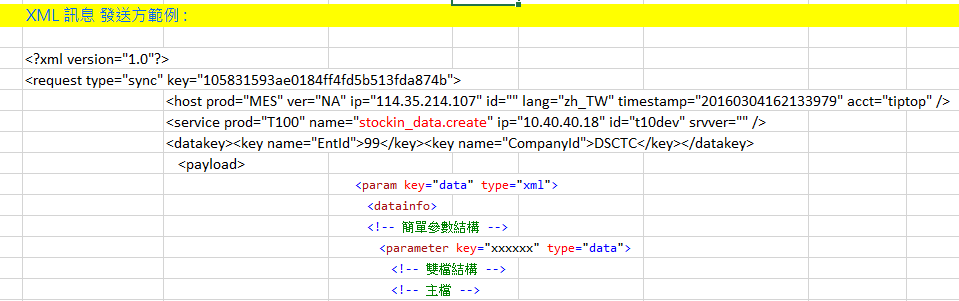 XML 訊息 發送方範例 :
<?xml version="1.0"?>
<request type="sync" key="105831593ae0184ff4fd5b513fda874b">
<host prod="MES" ver="NA" ip="114.35.214.107" id="" lang="zh_TW" timestamp="20160304162133979" acct="tiptop" />
<service prod="T100" name="stockin_data.create" ip="10.40.40.18" id="t10dev" srvver="" />
<datakey><key name="EntId">99</key><key name="CompanyId">DSCTC</key></datakey>
<payload>
<param key="data" type="xml">
<datainfo>
<!-- 簡單參數結構 -->
<parameter key="xxxxxx" type="data">
<!-- 雙檔結構 -->
<!-- 主檔 -->